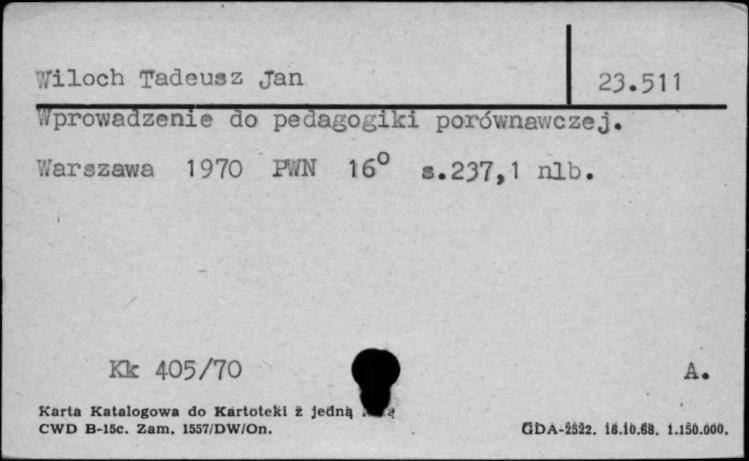 Wiloch Tadeusz Jan 23.511
Wprowadzenie do pedagogiki porównawczej.
Warszawa 1970 PWN 16° s.237,1 nlb.
Kk 405/70 A.
Karta Katalogowa do Kartoteki z jedną
CWD B-15c. Zam. 1557/DW/On. GDA-2522. 16.10.68. 1.150.000.